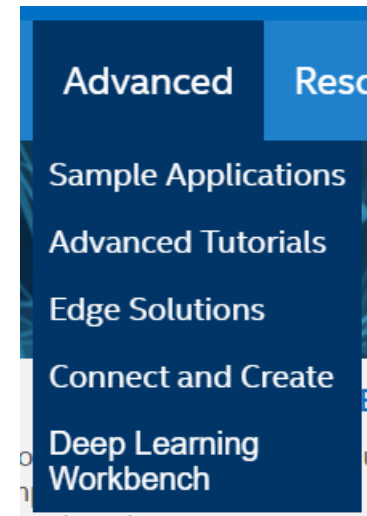 Advanced
Sample Applications
Advanced Tutorials
Edge Solutions
Connect and Create
Deep Learning
Workbench